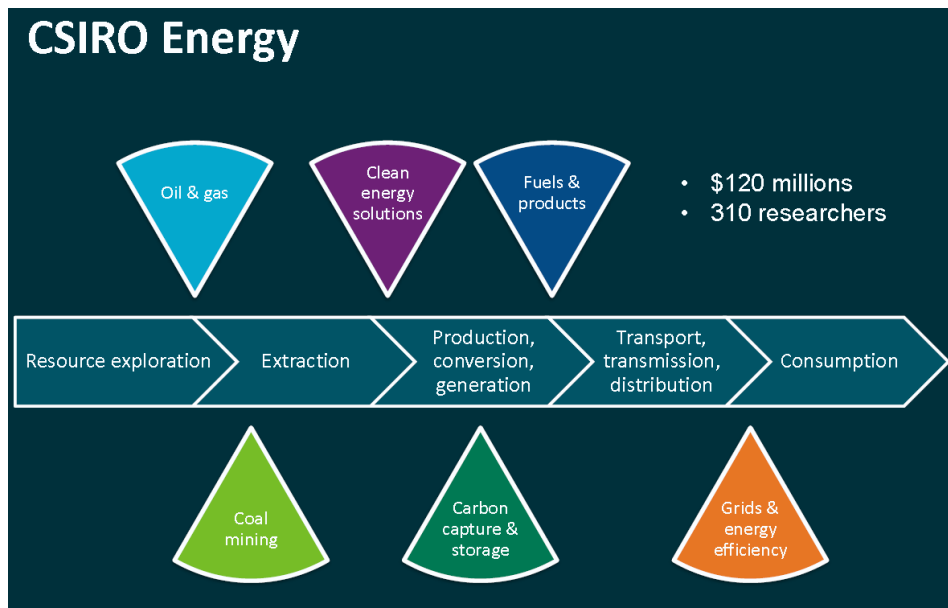 CSIRO Energy
Oil & gas
Clean
energy
solutions
Fuels &
products
• $120 millions
• 310 researchers
Resource exploration
Extraction
Production,
conversion,
generation
Transport,
transmission,
distribution
Consumption
Coal
mining
Carbon
capture &
storage
Grids &
energy
efficiency